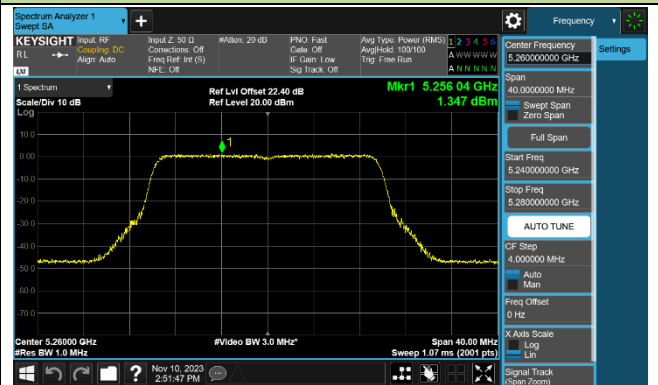 Spectrum Analyzer 1
Swept SA
Frequency
KEYSIGHT
RL
LXI
Input: RF
Coupling: DC
Align: Auto
Input Z: 50 Ω
Corrections: Off
Freq Ref: Int (S)
NFE: Off
#Atten: 20 dB
PNO: Fast
Gate: Off
IF Gain: Low
Sig Track: Off
Avg Type: Power (RMS)
Avg|Hold: 100/100
Trig: Free Run
1 2 3 4 5 6
A W W W W W
A N N N N N
1 Spectrum
Scale/Div 10 dB
Log
Ref Lvl Offset 22.40 dB
Ref Level 20.00 dBm
Mkr1 5.256 04 GHz
1.347 dBm
1
10.0
0.00
-10.0
-20.0
-30.0
-40.0
-50.0
-60.0
-70.0
Center 5.26000 GHz
#Res BW 1.0 MHz
#Video BW 3.0 MHz*
Span 40.00 MHz
Sweep 1.07 ms (2001 pts)
Nov 10, 2023
2:51:47 PM
Center Frequency
5.260000000 GHz
Settings
Span
40.0000000 MHz
Swept Span
Zero Span
Full Span
Start Freq
5.240000000 GHz
Stop Freq
5.280000000 GHz
AUTO TUNE
CF Step
4.000000 MHz
Auto
Man
Freq Offset
0 Hz
X Axis Scale
Log
Lin
Signal Track
(Span Zoom)